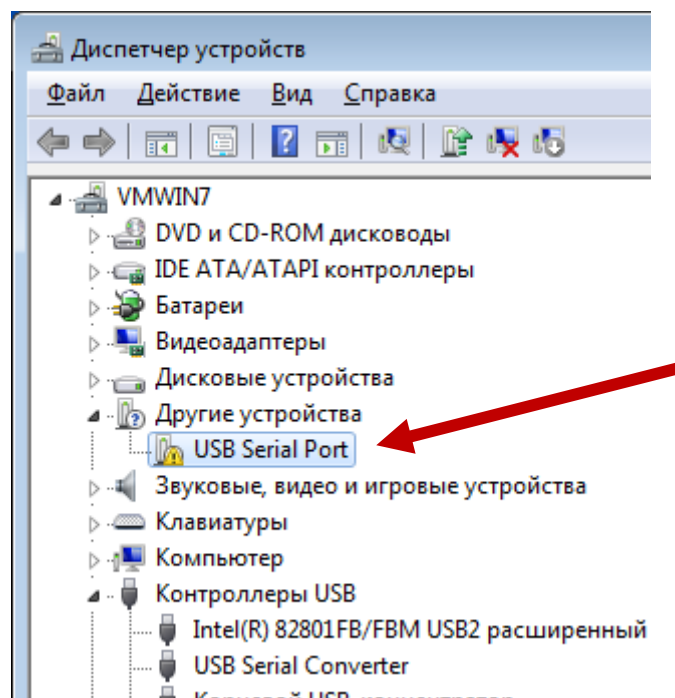 Диспетчер устройств
Файл Действие Вид Справка
VMWIN7
DVD и CD-ROM дисководы
IDE ATA/ATAPI контроллеры
Батареи
Видеоадаптеры
Дисковые устройства
Другие устройства
USB Serial Port
Звуковые, видео и игровые устройства
Клавиатуры
Компьютер
Контроллеры USB
Intel(R) 82801FB/FBM USB2 расширенный
USB Serial Converter